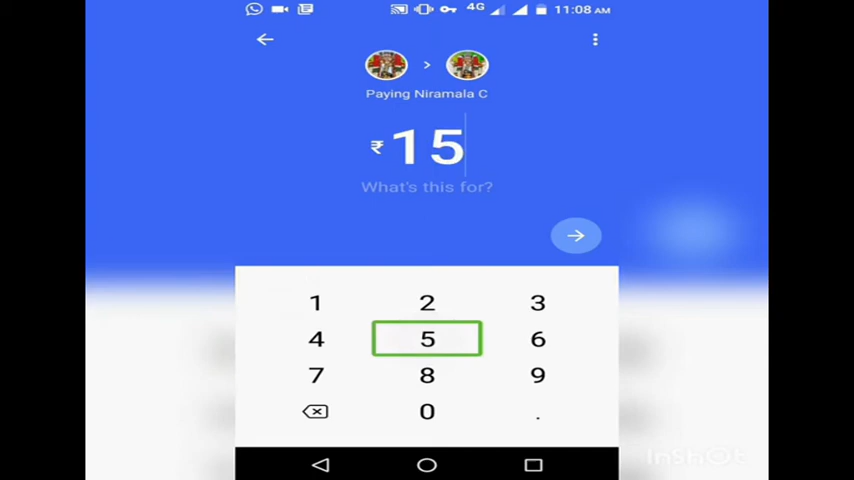 4G 11:08 AM
Paying Niramala C
₹15
What's this for?
1 2 3
4 5 6
7 8 9
0 .
InShOt